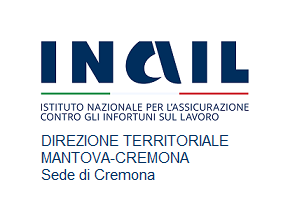 INAIL
ISTITUTO NAZIONALE PER L'ASSICURAZIONE
CONTRO GLI INFORTUNI SUL LAVORO
DIREZIONE TERRITORIALE
MANTOVA-CREMONA
Sede di Cremona